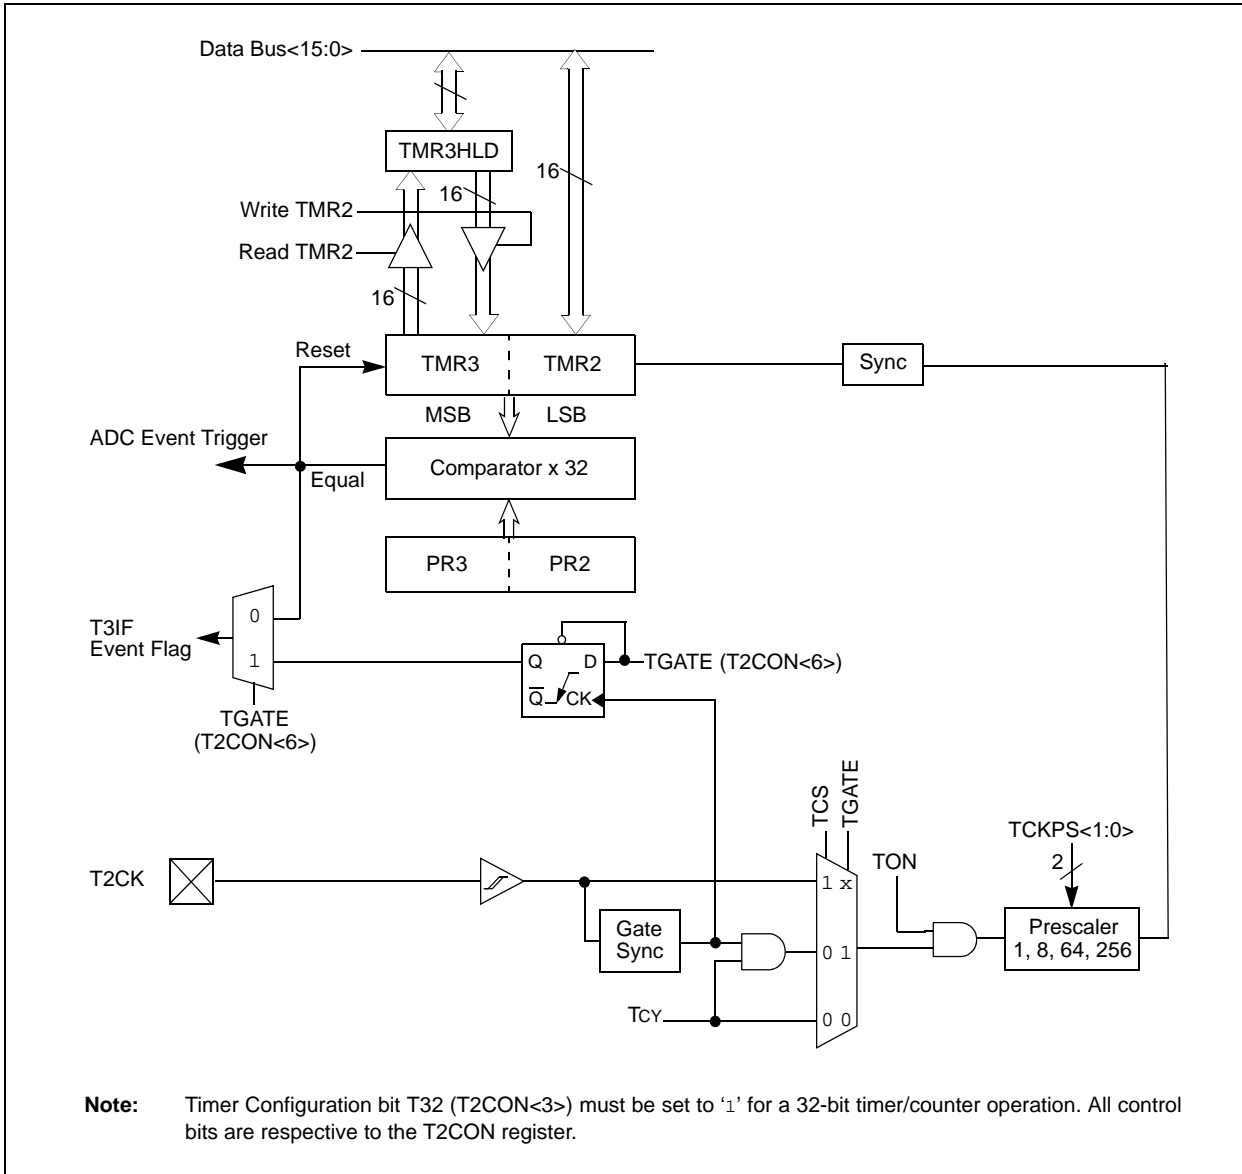 Data Bus<15:0>
TMR3HLD
16
16
Write TMR2
Read TMR2
16
Reset
TMR3
TMR2
Sync
MSB
LSB
ADC Event Trigger
Equal
Comparator x 32
PR3
PR2
0
1
T3IF
Event Flag
TGATE
(T2CON<6>)
Q
D
Q
CK
TGATE (T2CON<6>)
TCS
TGATE
TCKPS<1:0>
2
TON
T2CK
1 x
Gate
Sync
0 1
Prescaler
1, 8, 64, 256
TCY
0 0
Note: Timer Configuration bit T32 (T2CON<3>) must be set to ‘1’ for a 32-bit timer/counter operation. All control
bits are respective to the T2CON register.